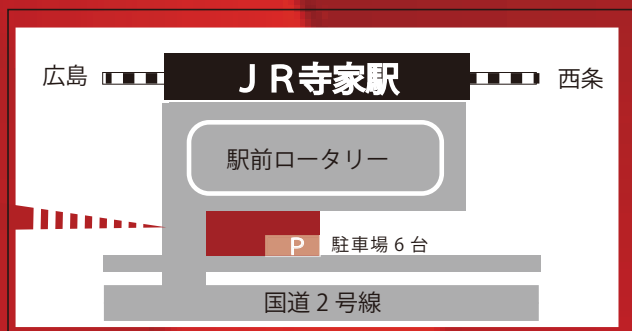 広島
ＪＲ寺家駅
西条
駅前ロータリー
P 駐車場６台
国道２号線